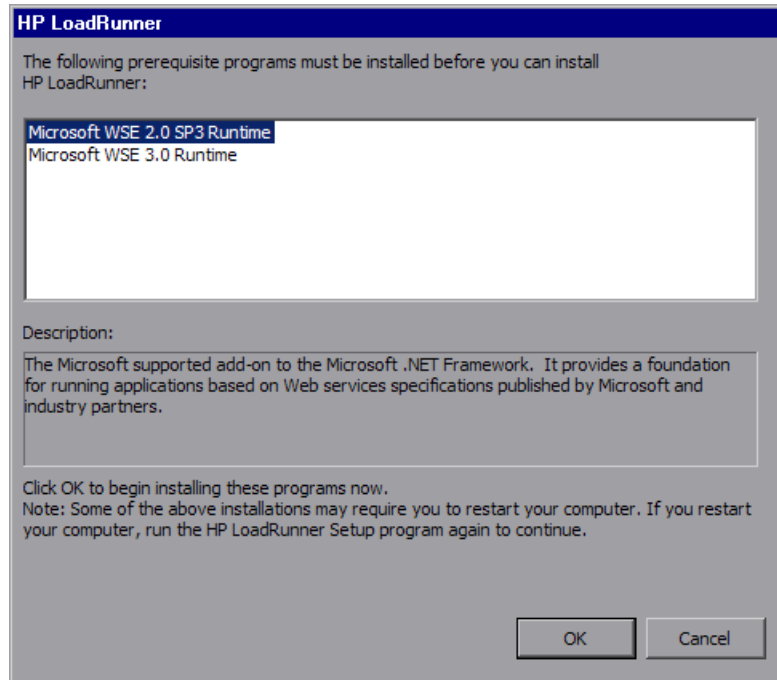 HP LoadRunner
The following prerequisite programs must be installed before you can install
HP LoadRunner:
Microsoft WSE 2.0 SP3 Runtime
Microsoft WSE 3.0 Runtime
Description:
The Microsoft supported add-on to the Microsoft .NET Framework.  It provides a foundation
for running applications based on Web services specifications published by Microsoft and
industry partners.
Click OK to begin installing these programs now.
Note: Some of the above installations may require you to restart your computer. If you restart
your computer, run the HP LoadRunner Setup program again to continue.
OK
Cancel